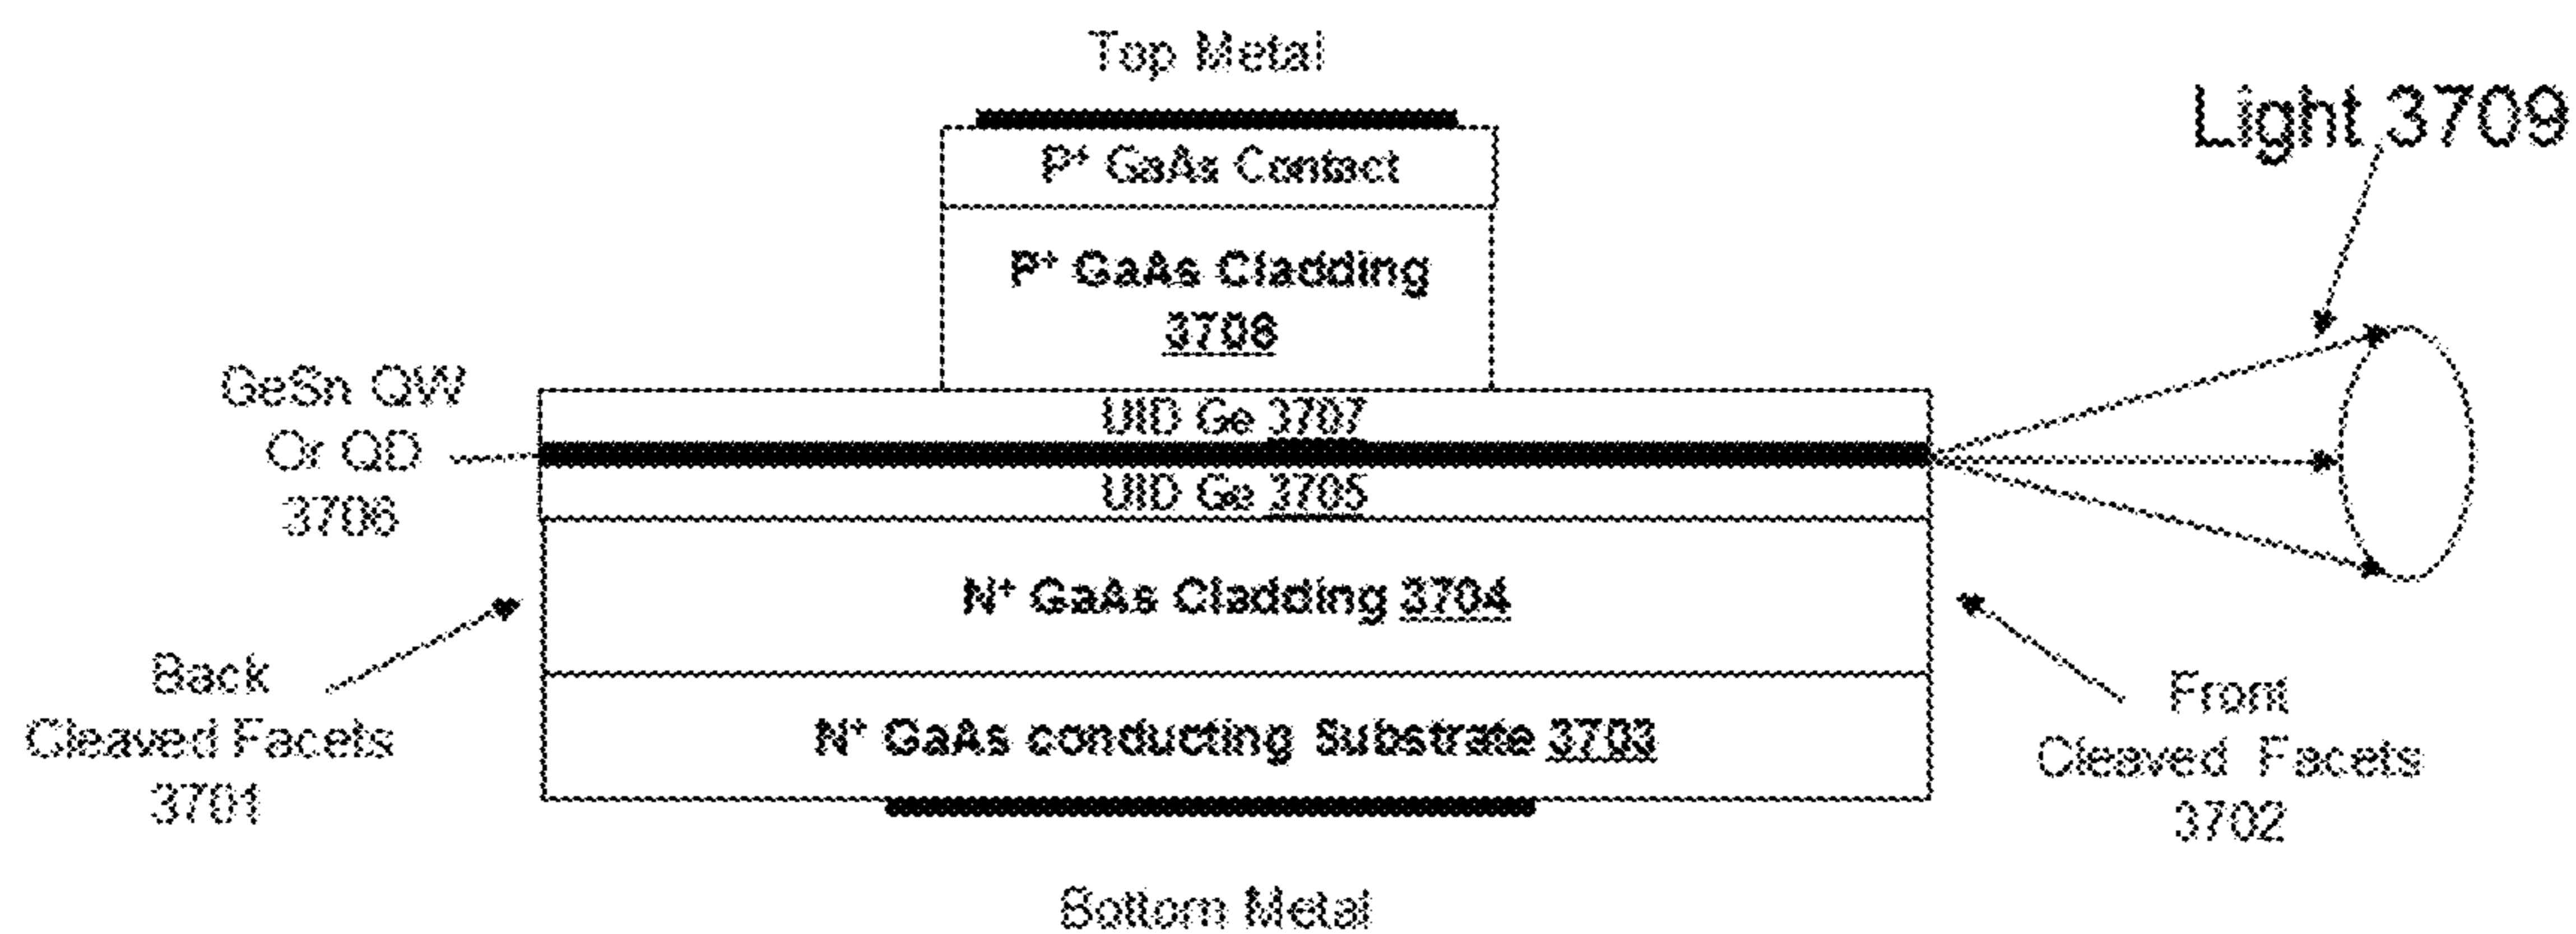 Top Metal
Light 3709
P⁺ GaAs Contact
P⁺ GaAs Cladding
3708
GeSn QW
Or QD
3706
UID Ge 3707
UID Ge 3705
N⁺ GaAs Cladding 3704
Back
Cleaved Facets
3701
N⁺ GaAs conducting Substrate 3703
Front
Cleaved Facets
3702
Bottom Metal